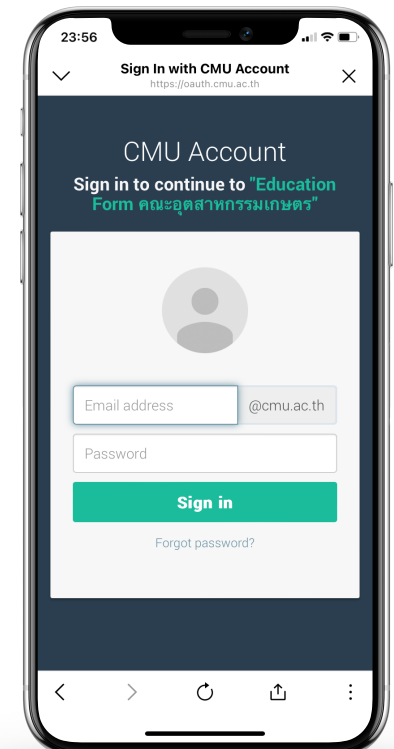 23:56
Sign In with CMU Account
https://oauth.cmu.ac.th
CMU Account
Sign in to continue to "Education
Form คณะอุตสาหกรรมเกษตร"
Email address @cmu.ac.th
Password
Sign in
Forgot password?